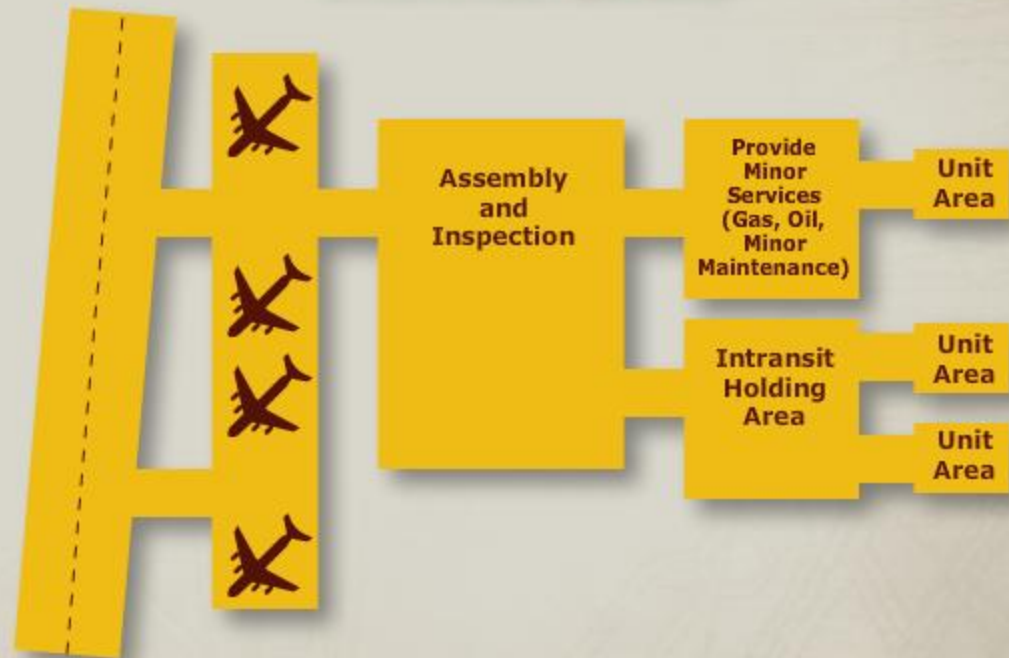 Assembly
and
Inspection
Provide
Minor
Services
(Gas, Oil,
Minor
Maintenance)
Unit
Area
Intransit
Holding
Area
Unit
Area
Unit
Area